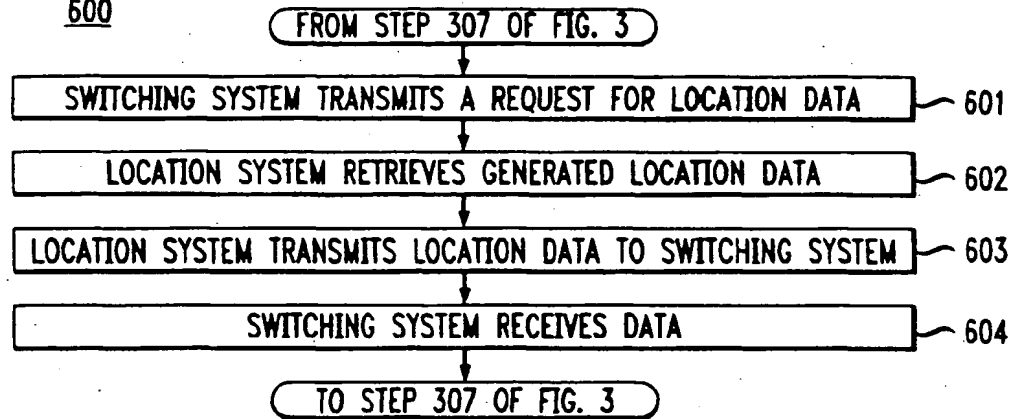 600
FROM STEP 307 OF FIG. 3
SWITCHING SYSTEM TRANSMITS A REQUEST FOR LOCATION DATA 601
LOCATION SYSTEM RETRIEVES GENERATED LOCATION DATA 602
LOCATION SYSTEM TRANSMITS LOCATION DATA TO SWITCHING SYSTEM 603
SWITCHING SYSTEM RECEIVES DATA 604
TO STEP 307 OF FIG. 3